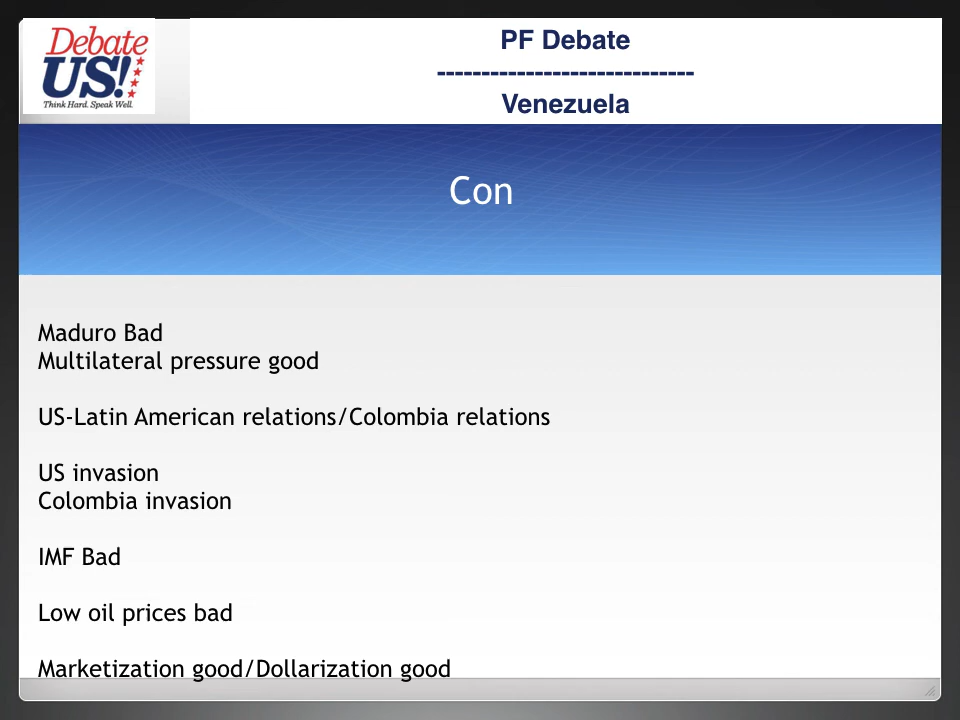 Debate
US!
Think Hard. Speak Well.
PF Debate
-----------------------------
Venezuela
Con
Maduro Bad
Multilateral pressure good
US-Latin American relations/Colombia relations
US invasion
Colombia invasion
IMF Bad
Low oil prices bad
Marketization good/Dollarization good